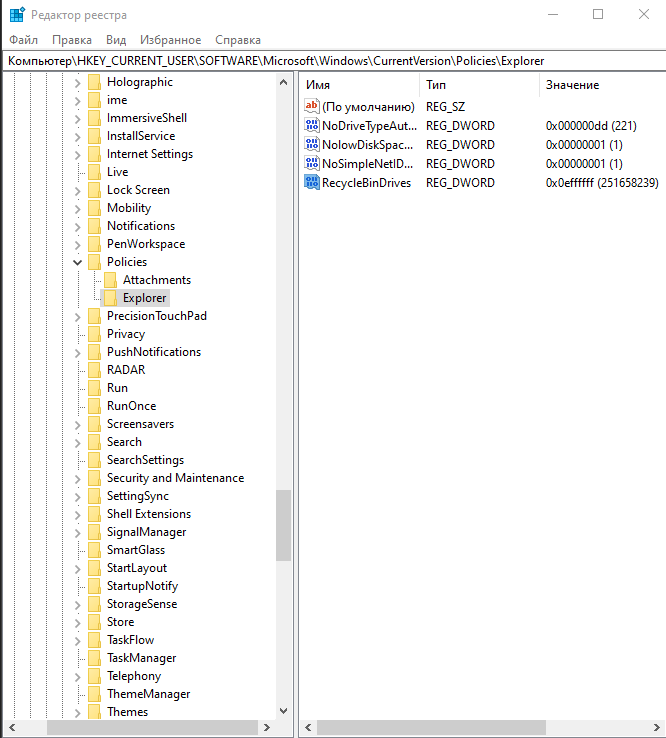 Редактор реестра
Файл Правка Вид Избранное Справка
Компьютер\HKEY_CURRENT_USER\SOFTWARE\Microsoft\Windows\CurrentVersion\Policies\Explorer
Holographic
ime
ImmersiveShell
InstallService
Internet Settings
Live
Lock Screen
Mobility
Notifications
PenWorkspace
Policies
Attachments
Explorer
PrecisionTouchPad
Privacy
PushNotifications
RADAR
Run
RunOnce
Screensavers
Search
SearchSettings
Security and Maintenance
SettingSync
Shell Extensions
SignalManager
SmartGlass
StartLayout
StartupNotify
StorageSense
Store
TaskFlow
TaskManager
Telephony
ThemeManager
Themes
Имя Тип Значение
ab (По умолчанию) REG_SZ
NoDriveTypeAut... REG_DWORD 0x000000dd (221)
NolowDiskSpac... REG_DWORD 0x00000001 (1)
NoSimpleNetID... REG_DWORD 0x00000001 (1)
RecycleBinDrives REG_DWORD 0x0effffff (251658239)